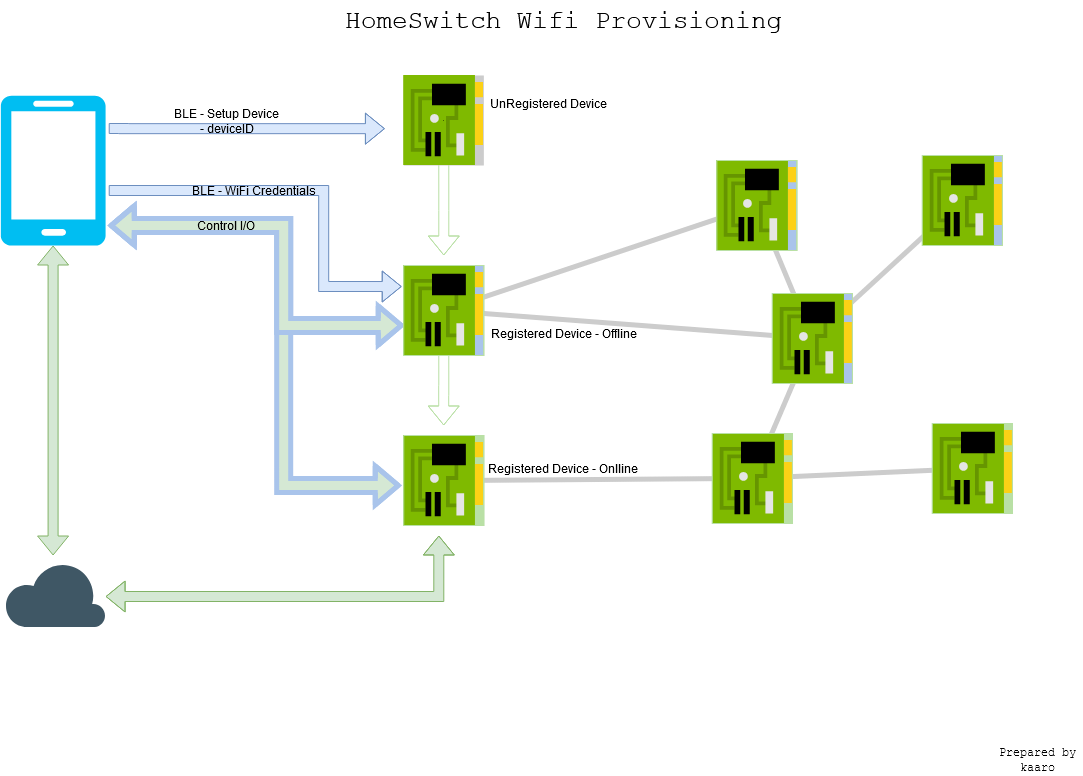 HomeSwitch Wifi Provisioning
BLE - Setup Device
- deviceID
UnRegistered Device
BLE - WiFi Credentials
Control I/O
Registered Device - Offline
Registered Device - Onlline
Prepared by
kaaro